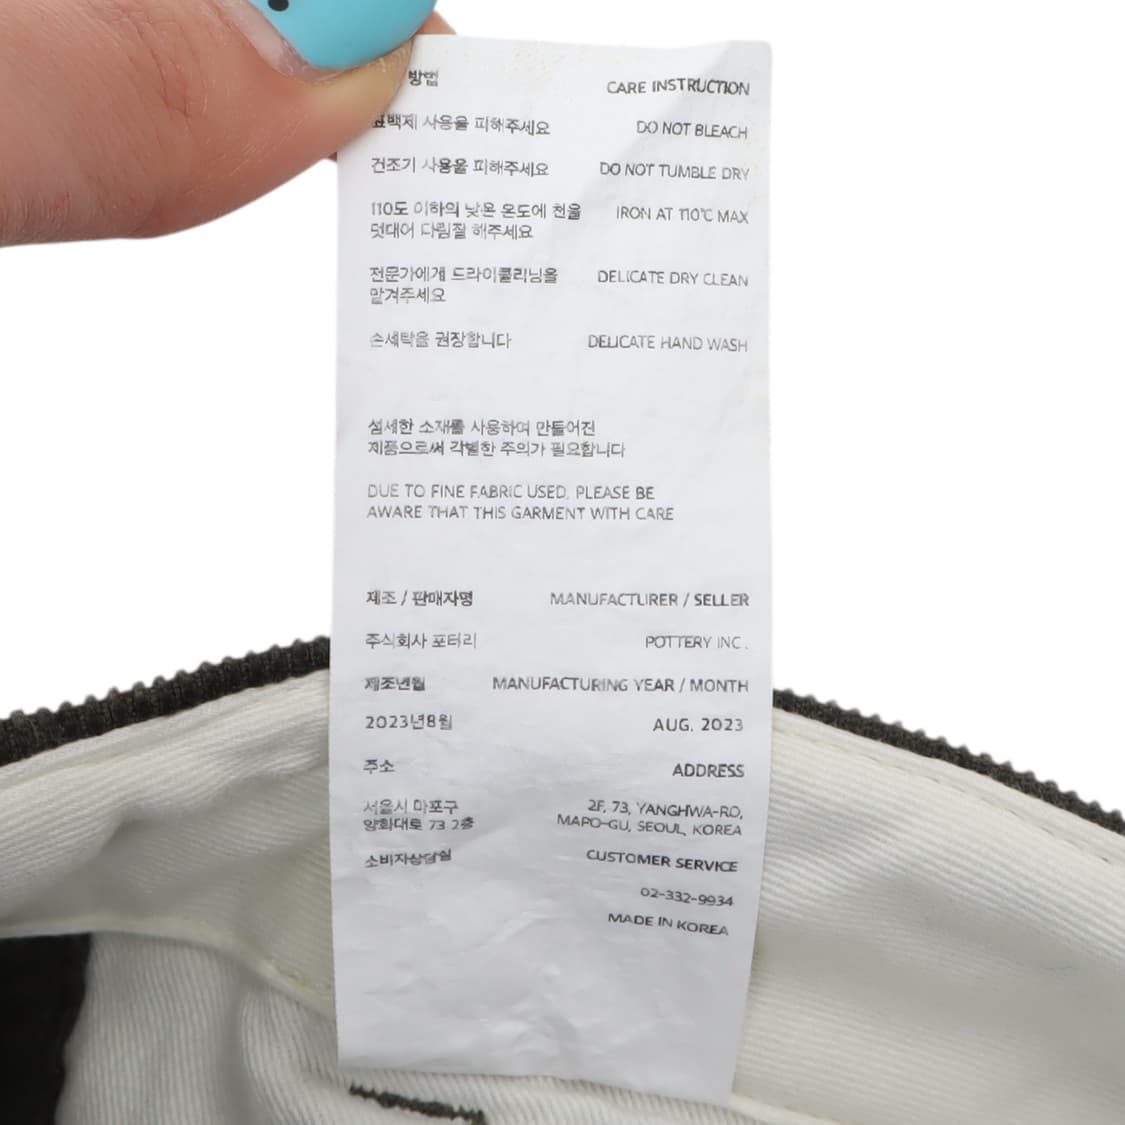 방법 CARE INSTRUCTION
표백제 사용을 피해주세요 DO NOT BLEACH
건조기 사용을 피해주세요 DO NOT TUMBLE DRY
110도 이하의 낮은 온도에 천을 IRON AT 110℃ MAX
덧대어 다림질 해주세요
전문가에게 드라이클리닝을 DELICATE DRY CLEAN
맡겨주세요
손세탁을 권장합니다 DELICATE HAND WASH
섬세한 소재를 사용하여 만들어진
제품으로써 각별한 주의가 필요합니다
DUE TO FINE FABRIC USED, PLEASE BE
AWARE THAT THIS GARMENT WITH CARE
제조 / 판매자명 MANUFACTURER / SELLER
주식회사 포터리 POTTERY INC.
제조년월 MANUFACTURING YEAR / MONTH
2023년8월 AUG. 2023
주소 ADDRESS
서울시 마포구 2F, 73, YANGHWA-RO,
양화대로 73 2층 MAPO-GU, SEOUL, KOREA
소비자상담실 CUSTOMER SERVICE
02-332-9934
MADE IN KOREA